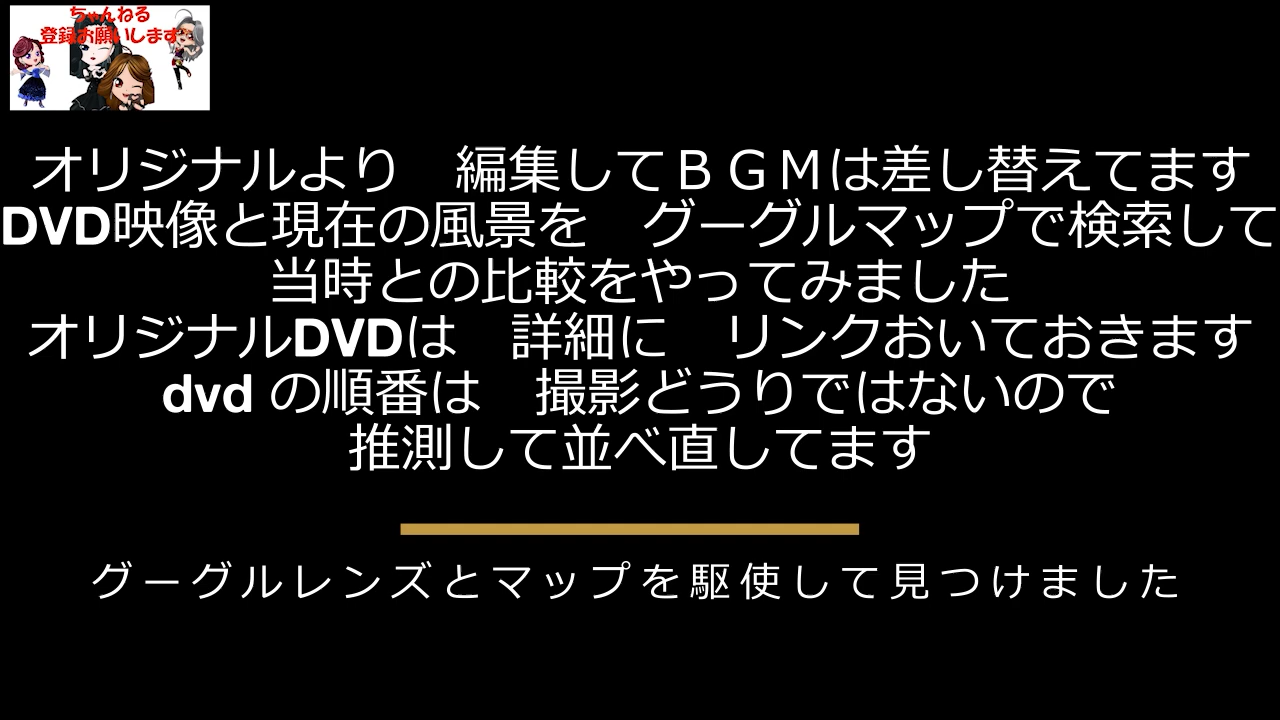 ちゃんねる
登録お願いします
オリジナルより　編集してＢＧＭは差し替えてます
DVD映像と現在の風景を　グーグルマップで検索して
当時との比較をやってみました
オリジナルDVDは　詳細に　リンクおいておきます
dvd の順番は　撮影どうりではないので
推測して並べ直してます
グーグルレンズとマップを駆使して見つけました